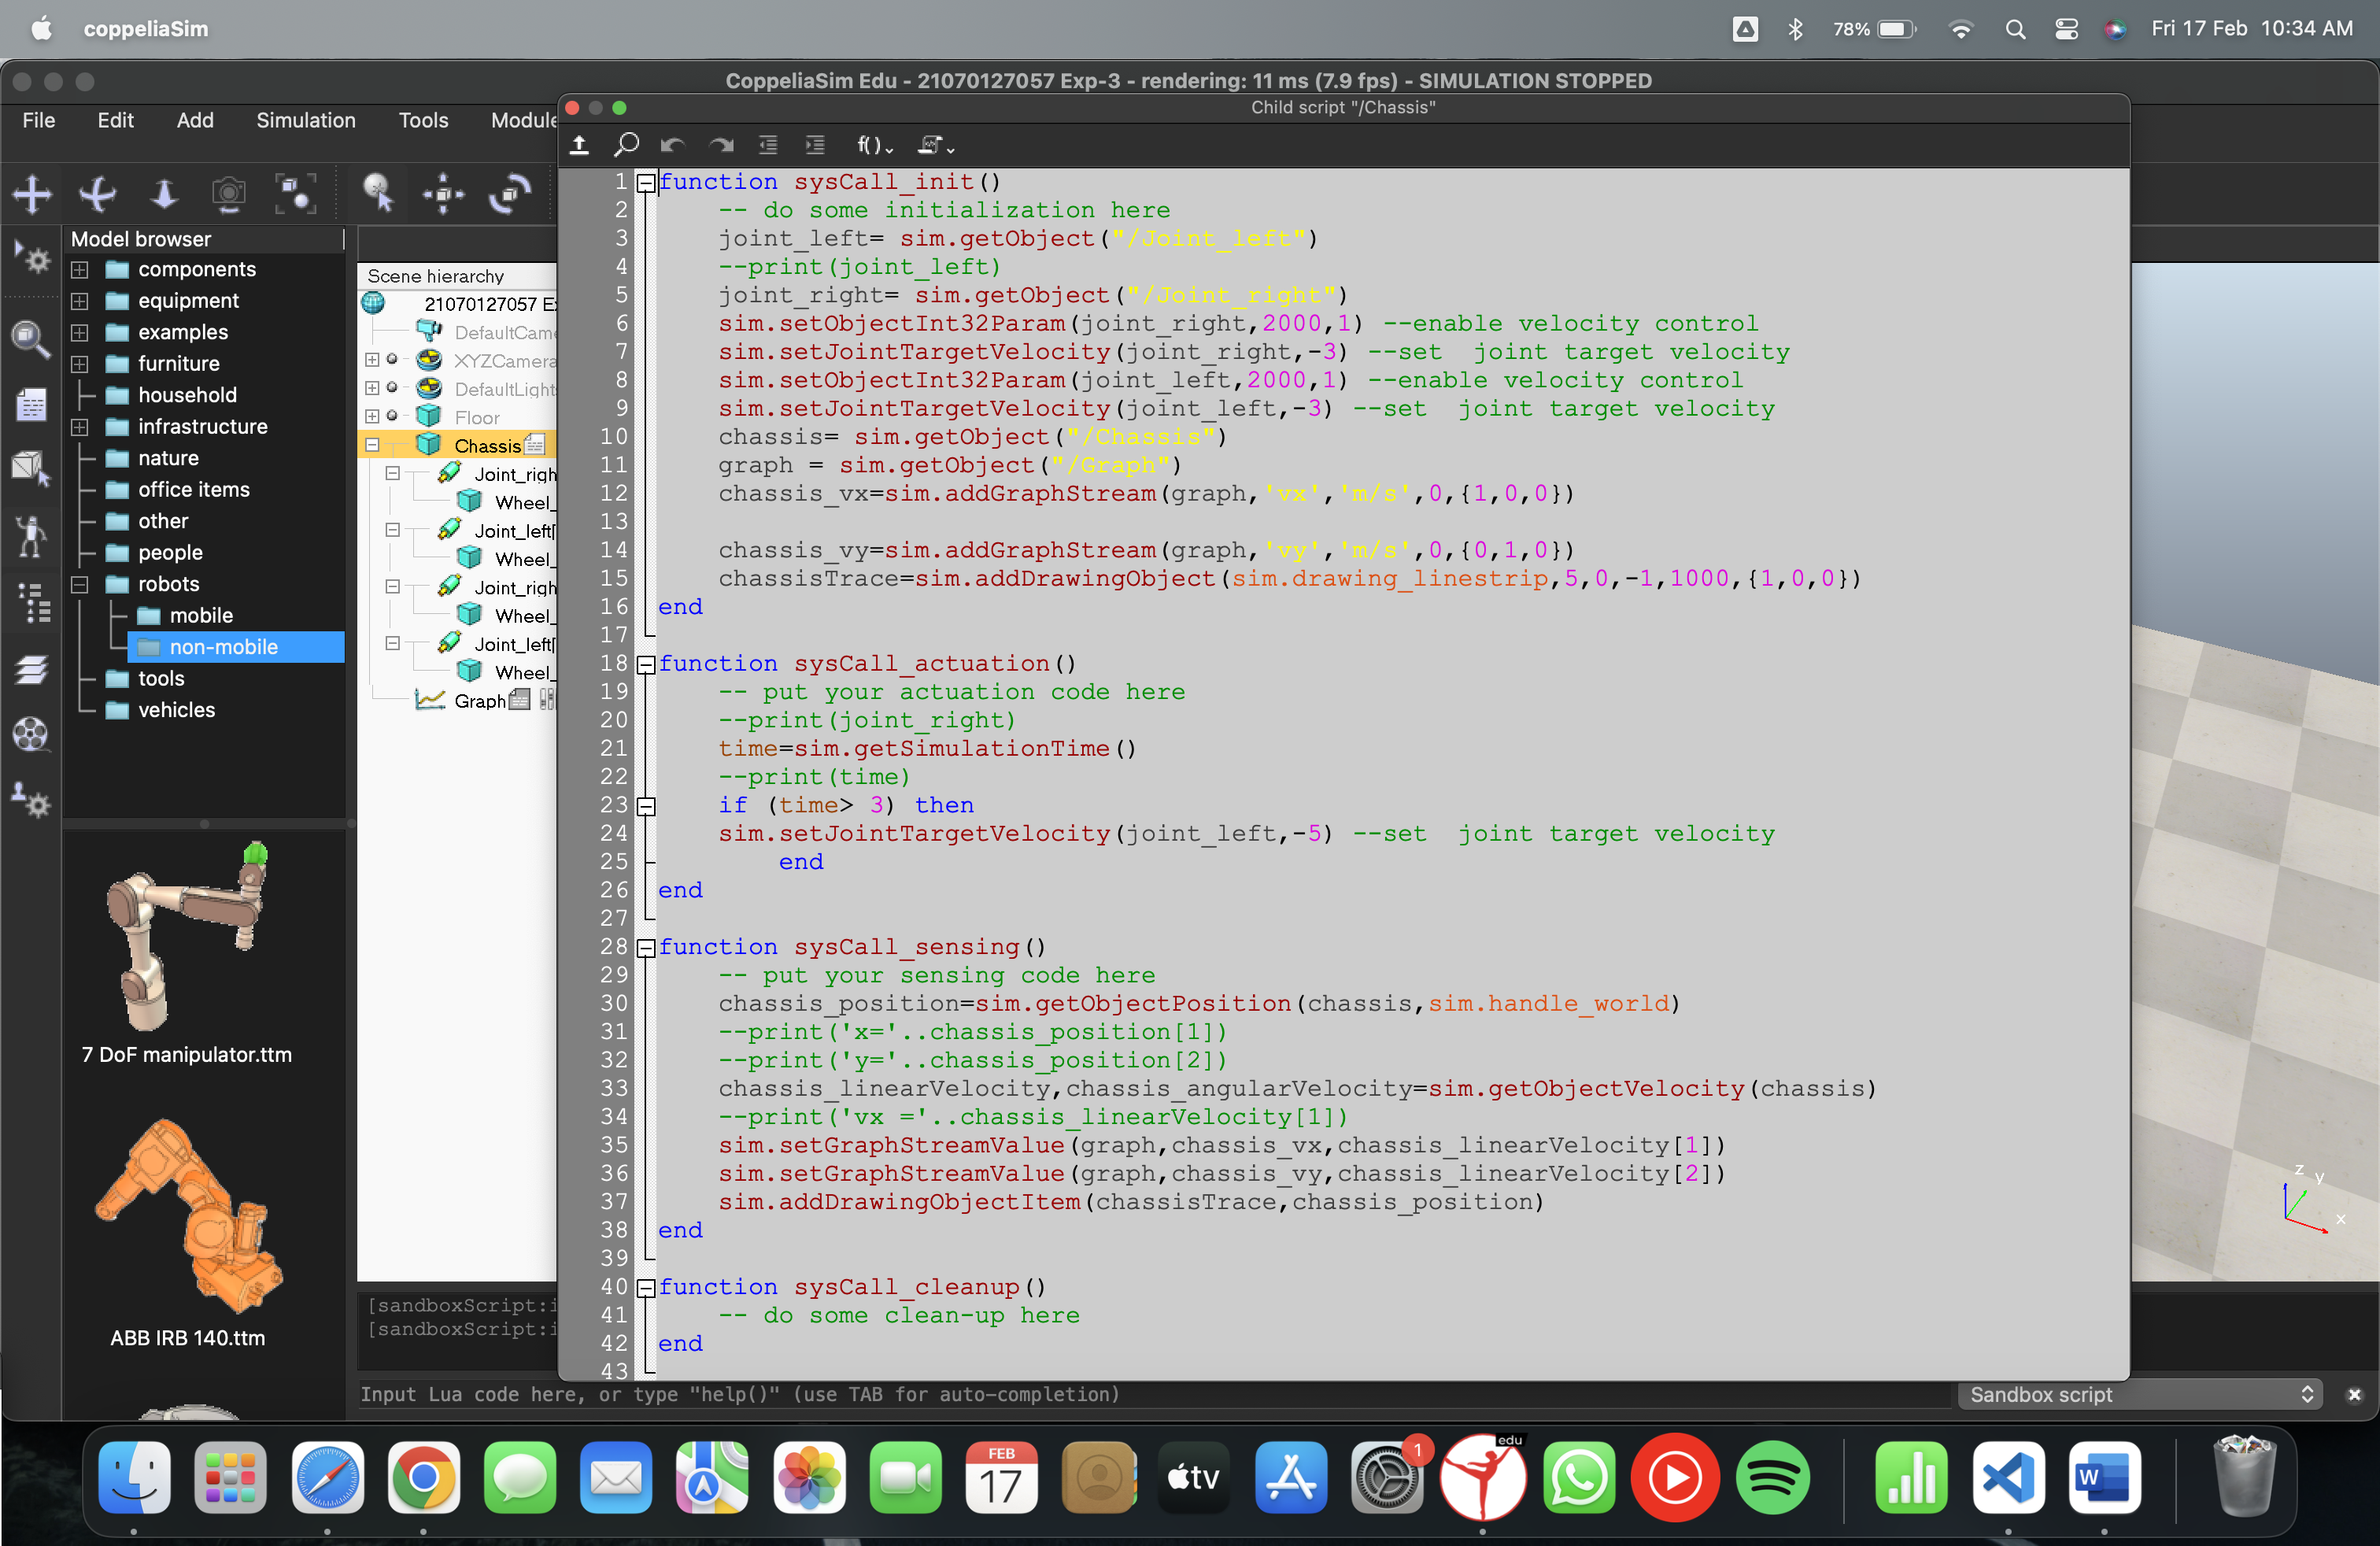 coppeliaSim
78%
Fri 17 Feb 10:34 AM
CoppeliaSim Edu - 21070127057 Exp-3 - rendering: 11 ms (7.9 fps) - SIMULATION STOPPED
File Edit Add Simulation Tools Module
Child script "/Chassis"
f()
Model browser
components
equipment
examples
furniture
household
infrastructure
nature
office items
other
people
robots
mobile
non-mobile
tools
vehicles
7 DoF manipulator.ttm
ABB IRB 140.ttm
Scene hierarchy
21070127057 Ex
DefaultCame
XYZCamera
DefaultLight
Floor
Chassis
Joint_righ
Wheel_
Joint_left[
Wheel_
Joint_righ
Wheel_
Joint_left[
Wheel_
Graph
1 function sysCall_init()
2     -- do some initialization here
3     joint_left= sim.getObject("/Joint_left")
4     --print(joint_left)
5     joint_right= sim.getObject("/Joint_right")
6     sim.setObjectInt32Param(joint_right,2000,1) --enable velocity control
7     sim.setJointTargetVelocity(joint_right,-3) --set  joint target velocity
8     sim.setObjectInt32Param(joint_left,2000,1) --enable velocity control
9     sim.setJointTargetVelocity(joint_left,-3) --set  joint target velocity
10     chassis= sim.getObject("/Chassis")
11     graph = sim.getObject("/Graph")
12     chassis_vx=sim.addGraphStream(graph,'vx','m/s',0,{1,0,0})
13
14     chassis_vy=sim.addGraphStream(graph,'vy','m/s',0,{0,1,0})
15     chassisTrace=sim.addDrawingObject(sim.drawing_linestrip,5,0,-1,1000,{1,0,0})
16 end
17
18 function sysCall_actuation()
19     -- put your actuation code here
20     --print(joint_right)
21     time=sim.getSimulationTime()
22     --print(time)
23     if (time> 3) then
24     sim.setJointTargetVelocity(joint_left,-5) --set  joint target velocity
25         end
26 end
27
28 function sysCall_sensing()
29     -- put your sensing code here
30     chassis_position=sim.getObjectPosition(chassis,sim.handle_world)
31     --print('x='..chassis_position[1])
32     --print('y='..chassis_position[2])
33     chassis_linearVelocity,chassis_angularVelocity=sim.getObjectVelocity(chassis)
34     --print('vx ='..chassis_linearVelocity[1])
35     sim.setGraphStreamValue(graph,chassis_vx,chassis_linearVelocity[1])
36     sim.setGraphStreamValue(graph,chassis_vy,chassis_linearVelocity[2])
37     sim.addDrawingObjectItem(chassisTrace,chassis_position)
38 end
39
40 function sysCall_cleanup()
41     -- do some clean-up here
42 end
43
z
y
x
[sandboxScript:i
[sandboxScript:i
Input Lua code here, or type "help()" (use TAB for auto-completion)
Sandbox script
FEB
17
tv
1
edu
W